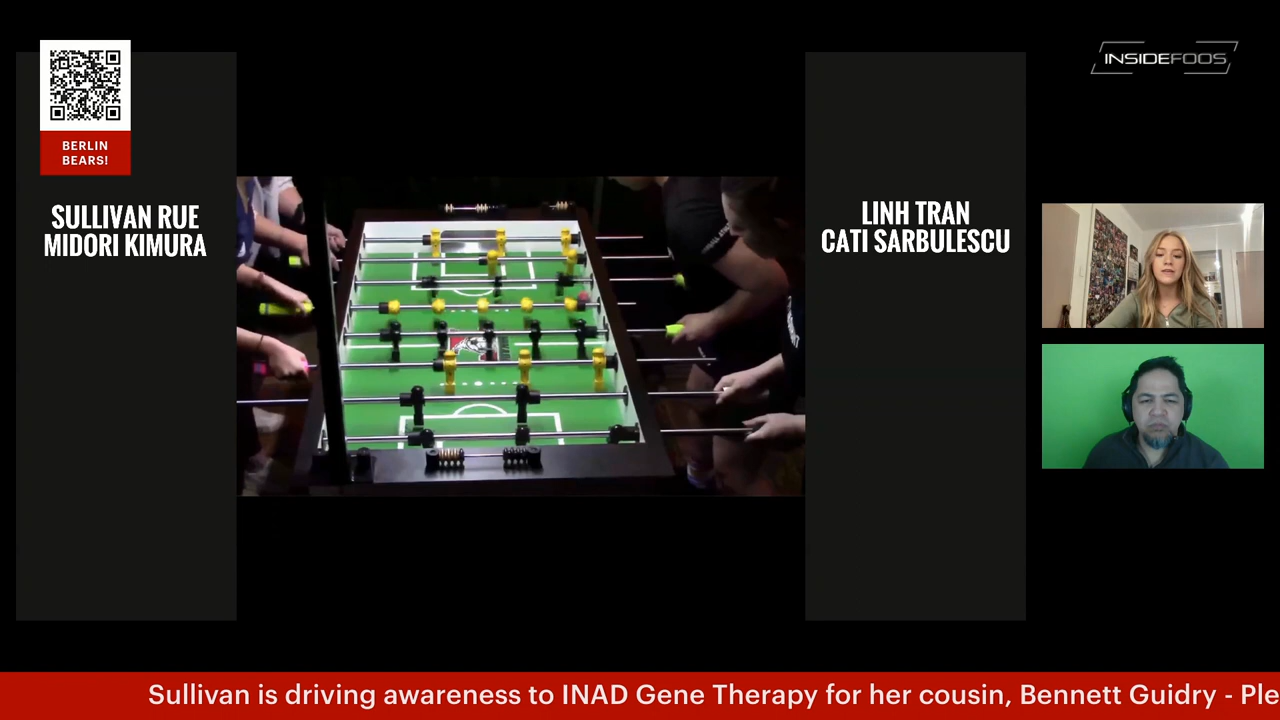 BERLIN
BEARS!
INSIDEFOOS
SULLIVAN RUE
MIDORI KIMURA
LINH TRAN
CATI SARBULESCU
Sullivan is driving awareness to INAD Gene Therapy for her cousin, Bennett Guidry - Ple